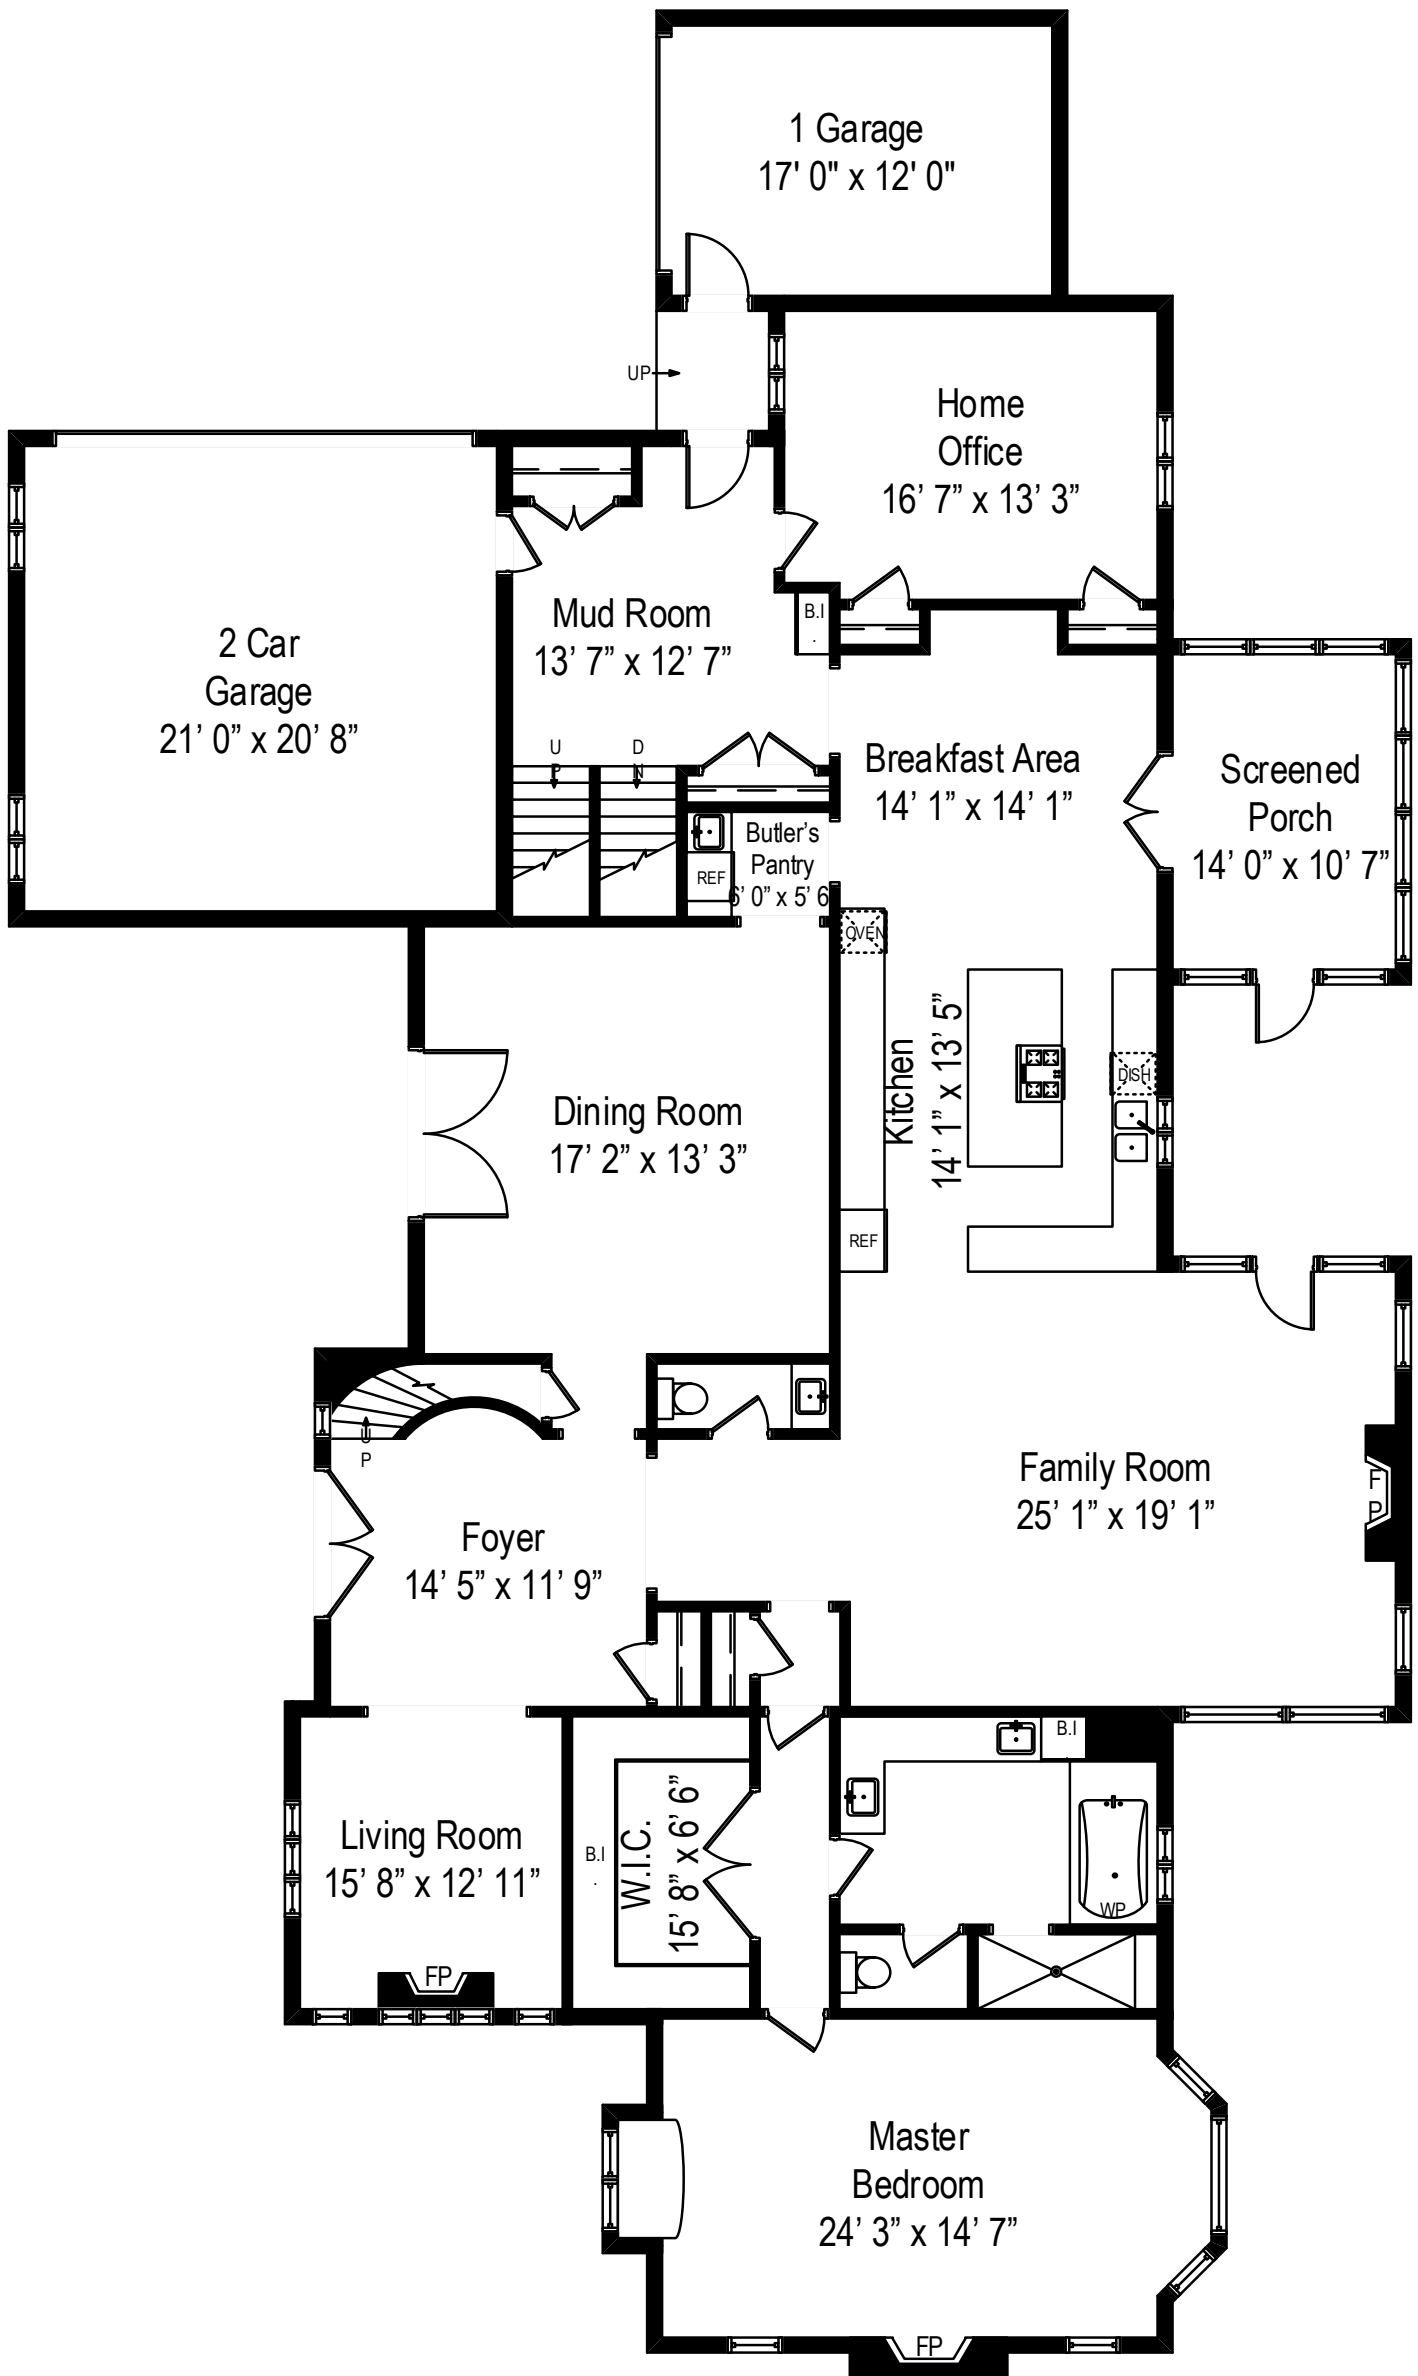 1 Garage
17' 0" x 12' 0"
UP
Home
Office
16’ 7” x 13’ 3”
Mud Room
13’ 7” x 12’ 7”
B.I
.
2 Car
Garage
21’ 0” x 20’ 8”
U
P
D
N
Breakfast Area
14’ 1” x 14’ 1”
Screened
Porch
14’ 0” x 10’ 7”
Butler’s
Pantry
6’ 0” x 5’ 6
REF
OVEN
Kitchen
14’ 1” x 13’ 5”
DISH
REF
Dining Room
17’ 2” x 13’ 3”
U
P
Family Room
25’ 1” x 19’ 1”
F
P
Foyer
14’ 5” x 11’ 9”
B.I
Living Room
15’ 8” x 12’ 11”
FP
B.I
.
W.I.C.
15’ 8” x 6’ 6”
WP
Master
Bedroom
24’ 3” x 14’ 7”
FP